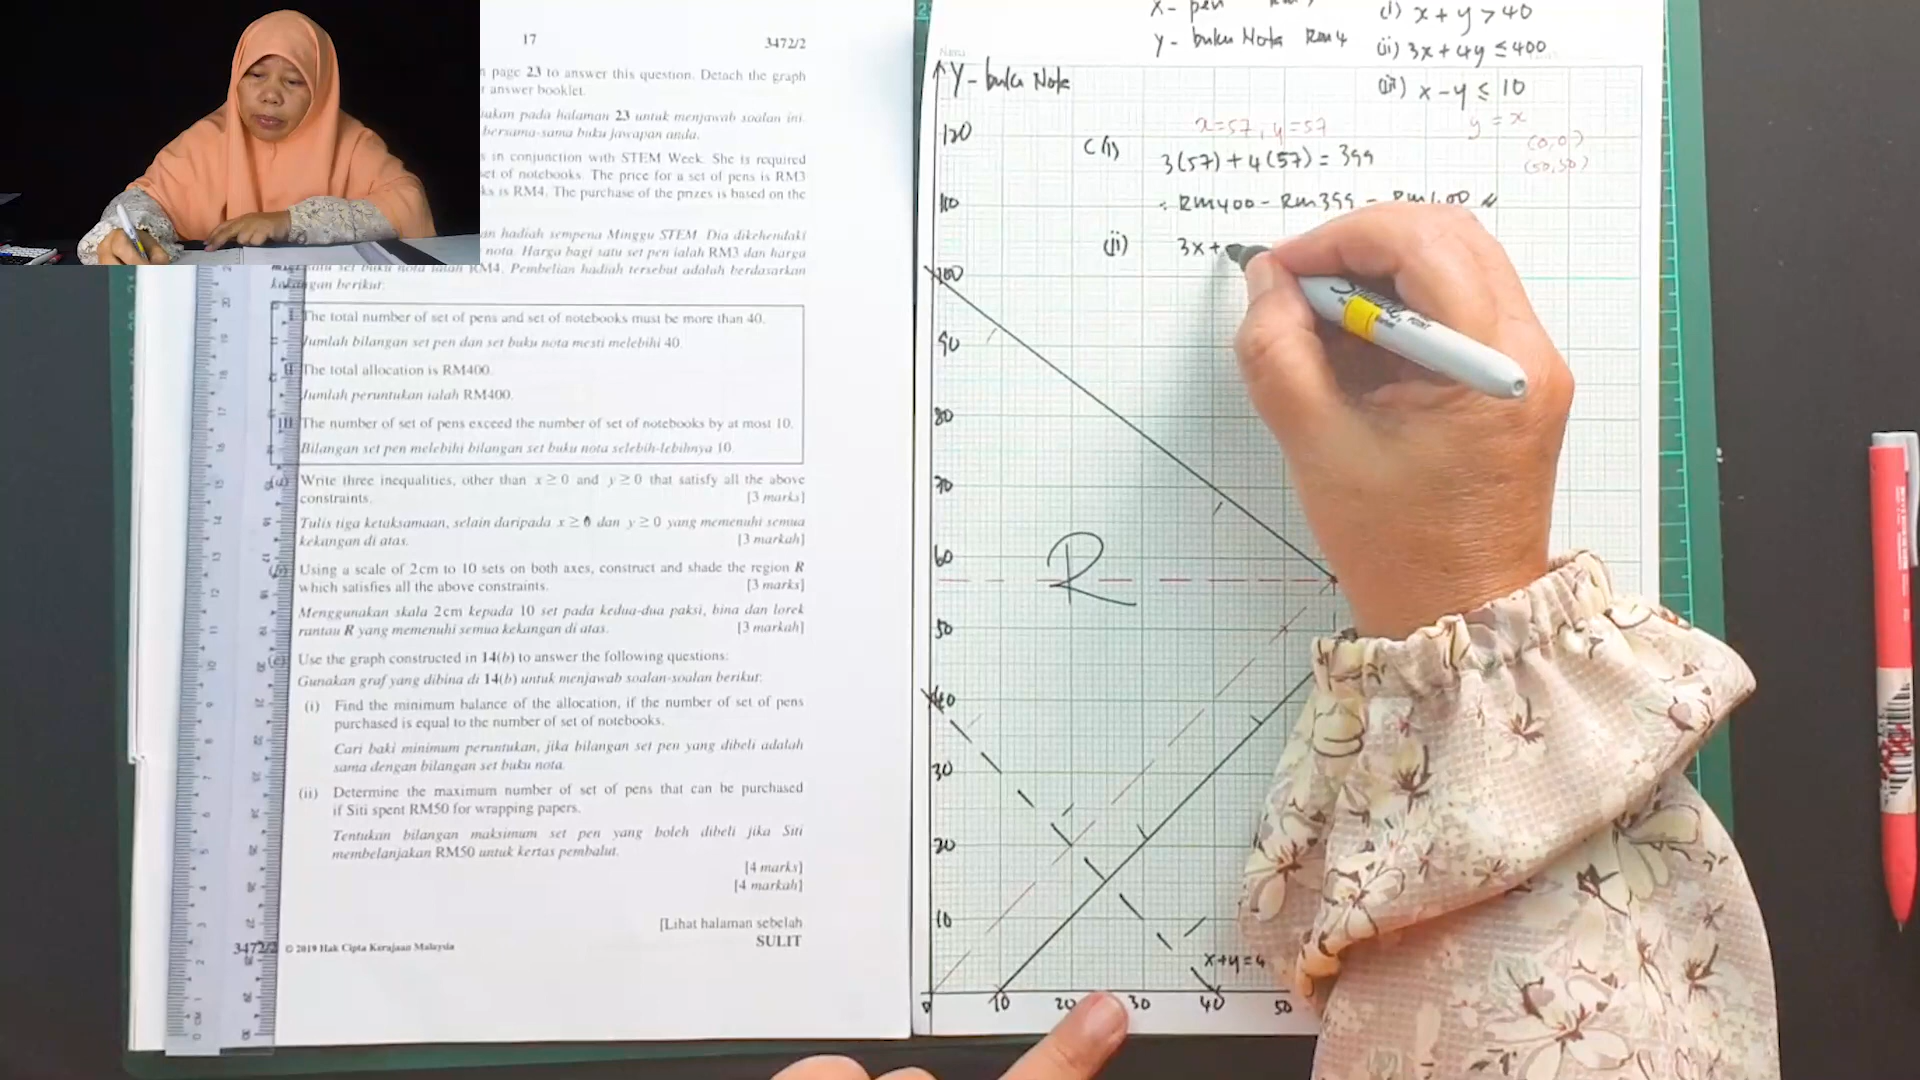 17
3472/2
page 23 to answer this question. Detach the graph
answer booklet.
pada halaman 23 untuk menjawab soalan ini
bersama-sama buku jawapan anda.
in conjunction with STEM Week. She is required
set of notebooks. The price for a set of pens is RM3
is RM4. The purchase of the prizes is based on the
hadiah sempena Minggu STEM. Dia dikehendaki
nota. Harga bagi satu set pen ialah RM3 dan harga
satu set buku nota ialah RM4. Pembelian hadiah tersebut adalah berdasarkan
kekangan berikut:
I The total number of set of pens and set of notebooks must be more than 40.
Jumlah bilangan set pen dan set buku nota mesti melebihi 40.
II The total allocation is RM400.
Jumlah peruntukan ialah RM400.
III The number of set of pens exceed the number of set of notebooks by at most 10.
Bilangan set pen melebihi bilangan set buku nota selebih-lebihnya 10.
(a) Write three inequalities, other than x ≥ 0 and y ≥ 0 that satisfy all the above
constraints. [3 marks]
Tulis tiga ketaksamaan, selain daripada x ≥ 0 dan y ≥ 0 yang memenuhi semua
kekangan di atas. [3 markah]
(b) Using a scale of 2cm to 10 sets on both axes, construct and shade the region R
which satisfies all the above constraints. [3 marks]
Menggunakan skala 2cm kepada 10 set pada kedua-dua paksi, bina dan lorek
rantau R yang memenuhi semua kekangan di atas. [3 markah]
(c) Use the graph constructed in 14(b) to answer the following questions:
Gunakan graf yang dibina di 14(b) untuk menjawab soalan-soalan berikut:
(i) Find the minimum balance of the allocation, if the number of set of pens
purchased is equal to the number of set of notebooks.
Cari baki minimum peruntukan, jika bilangan set pen yang dibeli adalah
sama dengan bilangan set buku nota.
(ii) Determine the maximum number of set of pens that can be purchased
if Siti spent RM50 for wrapping papers.
Tentukan bilangan maksimum set pen yang boleh dibeli jika Siti
membelanjakan RM50 untuk kertas pembalut.
[4 marks]
[4 markah]
[Lihat halaman sebelah
SULIT
3472/2 © 2019 Hak Cipta Kerajaan Malaysia
x - pen
y - buku Nota RM4
(i) x + y > 40
(ii) 3x + 4y ≤ 400
(iii) x - y ≤ 10
y = x
(0,0)
(50,50)
Y - buku Nota
x = 57, y = 57
C(i) 3(57) + 4(57) = 399
∴ RM400 - RM399 = RM1.00
(ii) 3x +
120
110
100
90
80
70
60
50
40
30
20
10
R
x+y=4
0 10 20 30 40 50